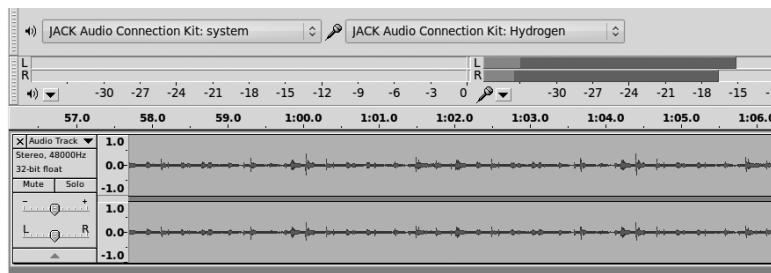 JACK Audio Connection Kit: system JACK Audio Connection Kit: Hydrogen
L L
R R
-30 -27 -24 -21 -18 -15 -12 -9 -6 -3 0 -30 -27 -24 -21 -18 -15 -
57.0 58.0 59.0 1:00.0 1:01.0 1:02.0 1:03.0 1:04.0 1:05.0 1:06.0
X Audio Track 1.0
Stereo, 48000Hz
32-bit float 0.0
Mute Solo -1.0
- + 1.0
L R 0.0
-1.0